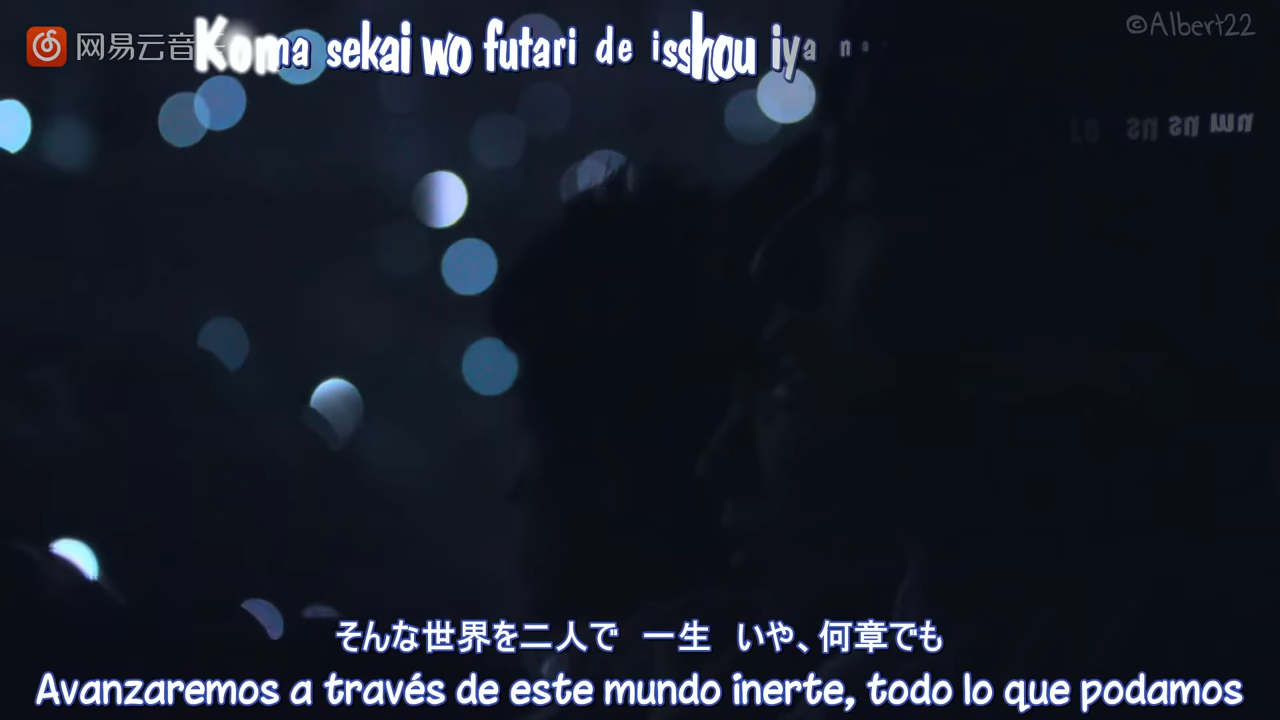 网易云音
©Albert22
Koma sekai wo futari de isshou iya
そんな世界を二人で　一生　いや、何章でも
Avanzaremos a través de este mundo inerte, todo lo que podamos